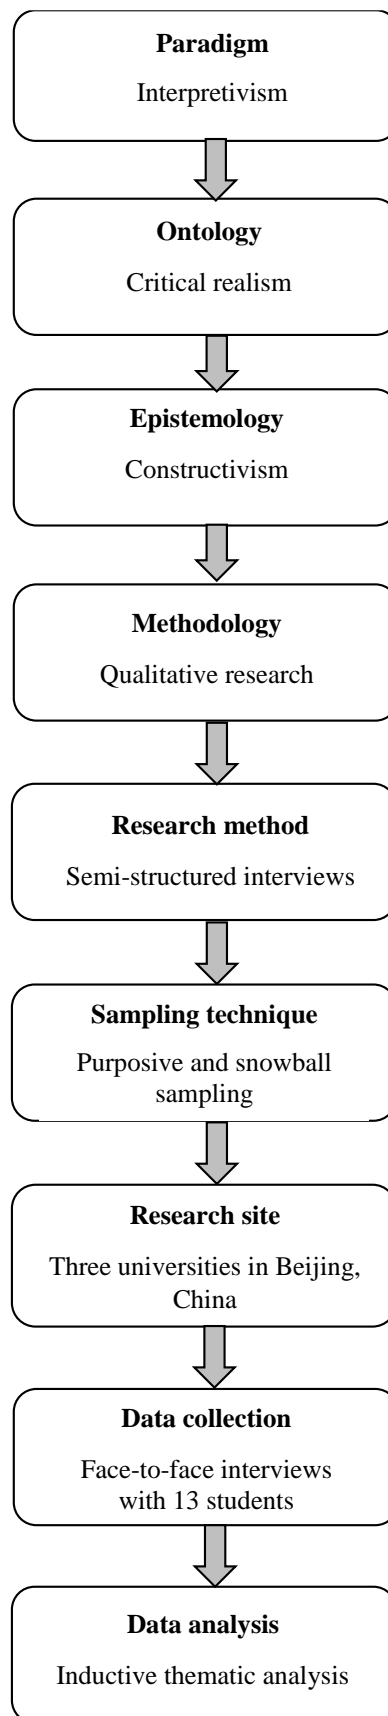 Paradigm
Interpretivism
Ontology
Critical realism
Epistemology
Constructivism
Methodology
Qualitative research
Research method
Semi-structured interviews
Sampling technique
Purposive and snowball
sampling
Research site
Three universities in Beijing,
China
Data collection
Face-to-face interviews
with 13 students
Data analysis
Inductive thematic analysis